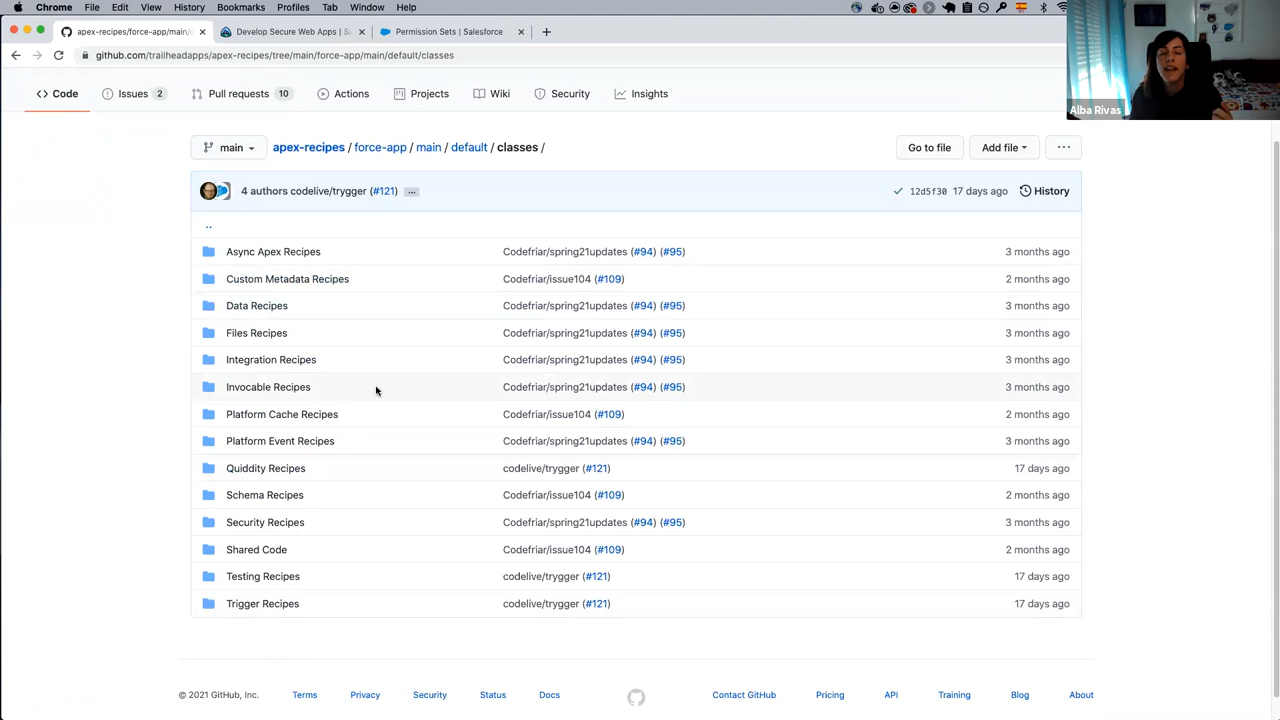 Chrome File Edit View History Bookmarks Profiles Tab Window Help
apex-recipes/force-app/main/ Develop Secure Web Apps | S Permission Sets | Salesforce
github.com/trailheadapps/apex-recipes/tree/main/force-app/main/default/classes
Alba Rivas
Code Issues 2 Pull requests 10 Actions Projects Wiki Security Insights
main apex-recipes / force-app / main / default / classes / Go to file Add file ...
4 authors codelive/trygger (#121) ... 12d5f30 17 days ago History
..
Async Apex Recipes Codefriar/spring21updates (#94) (#95) 3 months ago
Custom Metadata Recipes Codefriar/issue104 (#109) 2 months ago
Data Recipes Codefriar/spring21updates (#94) (#95) 3 months ago
Files Recipes Codefriar/spring21updates (#94) (#95) 3 months ago
Integration Recipes Codefriar/spring21updates (#94) (#95) 3 months ago
Invocable Recipes Codefriar/spring21updates (#94) (#95) 3 months ago
Platform Cache Recipes Codefriar/issue104 (#109) 2 months ago
Platform Event Recipes Codefriar/spring21updates (#94) (#95) 3 months ago
Quiddity Recipes codelive/trygger (#121) 17 days ago
Schema Recipes Codefriar/issue104 (#109) 2 months ago
Security Recipes Codefriar/spring21updates (#94) (#95) 3 months ago
Shared Code Codefriar/issue104 (#109) 2 months ago
Testing Recipes codelive/trygger (#121) 17 days ago
Trigger Recipes codelive/trygger (#121) 17 days ago
© 2021 GitHub, Inc. Terms Privacy Security Status Docs Contact GitHub Pricing API Training Blog About